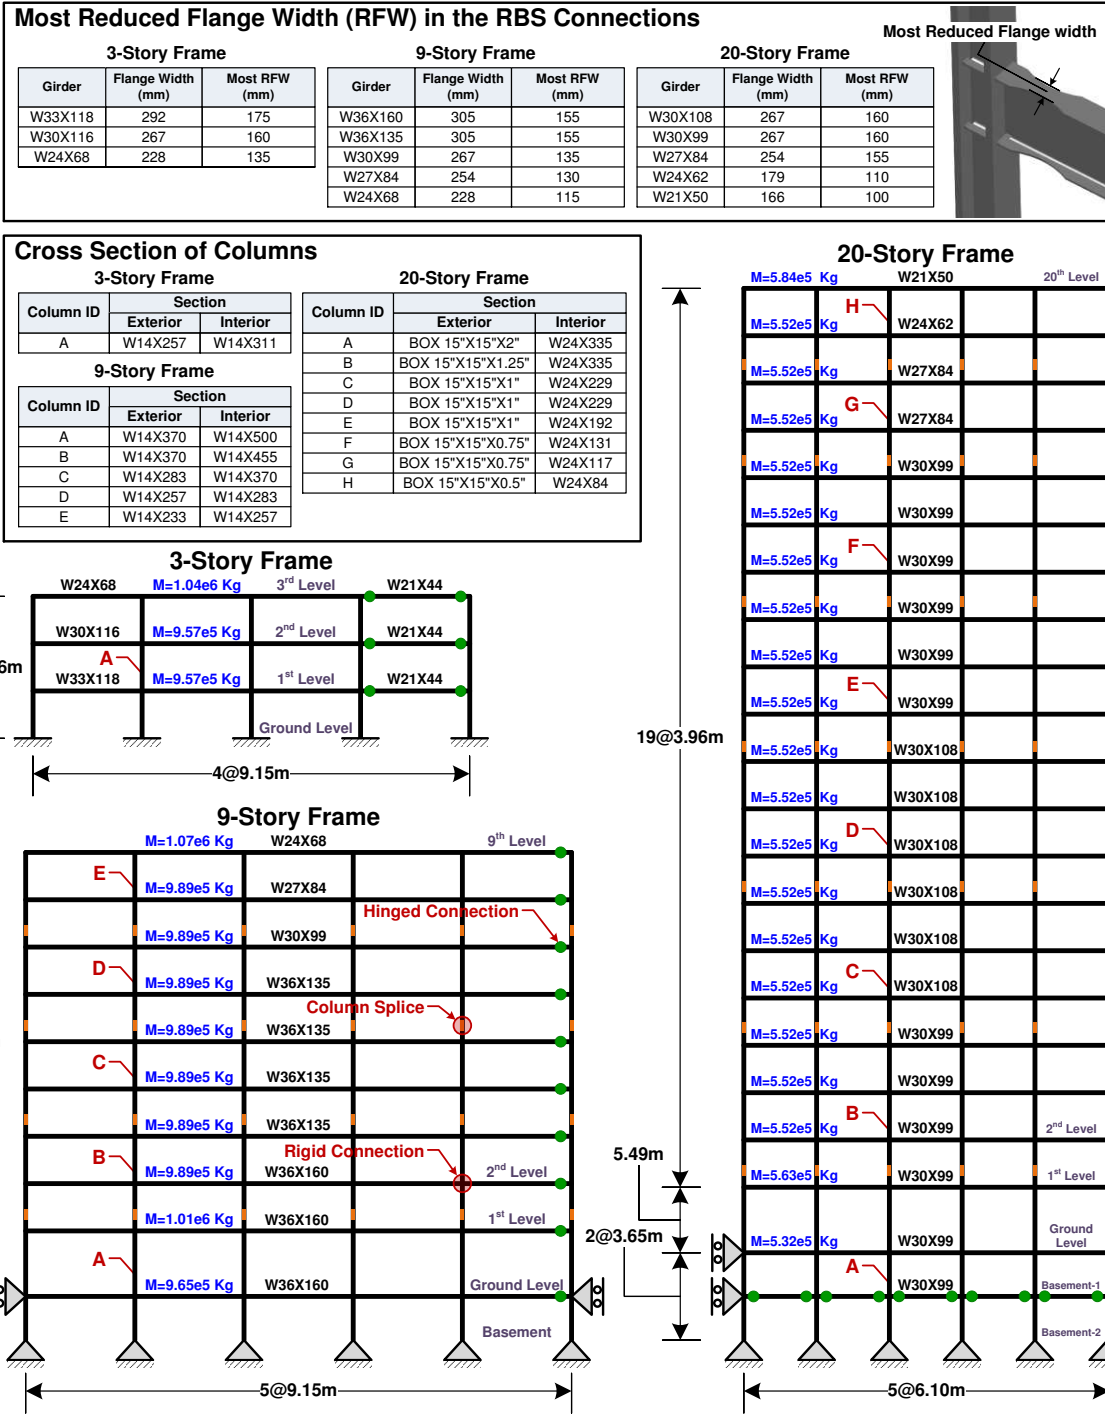 Most Reduced Flange Width (RFW) in the RBS Connections
Most Reduced Flange width
3-Story Frame
Girder Flange Width (mm) Most RFW (mm)
W33X118 292 175
W30X116 267 160
W24X68 228 135
9-Story Frame
Girder Flange Width (mm) Most RFW (mm)
W36X160 305 155
W36X135 305 155
W30X99 267 135
W27X84 254 130
W24X68 228 115
20-Story Frame
Girder Flange Width (mm) Most RFW (mm)
W30X108 267 160
W30X99 267 160
W27X84 254 155
W24X62 179 110
W21X50 166 100
Cross Section of Columns
3-Story Frame
Column ID Section
Exterior Interior
A W14X257 W14X311
9-Story Frame
Column ID Section
Exterior Interior
A W14X370 W14X500
B W14X370 W14X455
C W14X283 W14X370
D W14X257 W14X283
E W14X233 W14X257
20-Story Frame
Column ID Section
Exterior Interior
A BOX 15"X15"X2" W24X335
B BOX 15"X15"X1.25" W24X335
C BOX 15"X15"X1" W24X229
D BOX 15"X15"X1" W24X229
E BOX 15"X15"X1" W24X192
F BOX 15"X15"X0.75" W24X131
G BOX 15"X15"X0.75" W24X117
H BOX 15"X15"X0.5" W24X84
3-Story Frame
W24X68 M=1.04e6 Kg 3rd Level W21X44
W30X116 M=9.57e5 Kg 2nd Level W21X44
A
6m
W33X118 M=9.57e5 Kg 1st Level W21X44
Ground Level
4@9.15m
9-Story Frame
M=1.07e6 Kg W24X68 9th Level
E
M=9.89e5 Kg W27X84
Hinged Connection
M=9.89e5 Kg W30X99
D
M=9.89e5 Kg W36X135
Column Splice
M=9.89e5 Kg W36X135
C
M=9.89e5 Kg W36X135
M=9.89e5 Kg W36X135
Rigid Connection
B
M=9.89e5 Kg W36X160 2nd Level
M=1.01e6 Kg W36X160 1st Level
A
M=9.65e5 Kg W36X160 Ground Level
Basement
5@9.15m
20-Story Frame
M=5.84e5 Kg W21X50 20th Level
H
M=5.52e5 Kg W24X62
M=5.52e5 Kg W27X84
G
M=5.52e5 Kg W27X84
M=5.52e5 Kg W30X99
M=5.52e5 Kg W30X99
F
M=5.52e5 Kg W30X99
M=5.52e5 Kg W30X99
M=5.52e5 Kg W30X99
E
M=5.52e5 Kg W30X99
19@3.96m
M=5.52e5 Kg W30X108
M=5.52e5 Kg W30X108
D
M=5.52e5 Kg W30X108
M=5.52e5 Kg W30X108
M=5.52e5 Kg W30X108
C
M=5.52e5 Kg W30X108
M=5.52e5 Kg W30X99
M=5.52e5 Kg W30X99
B
M=5.52e5 Kg W30X99 2nd Level
5.49m
M=5.63e5 Kg W30X99 1st Level
2@3.65m
M=5.32e5 Kg W30X99 Ground Level
A
W30X99 Basement-1
Basement-2
5@6.10m